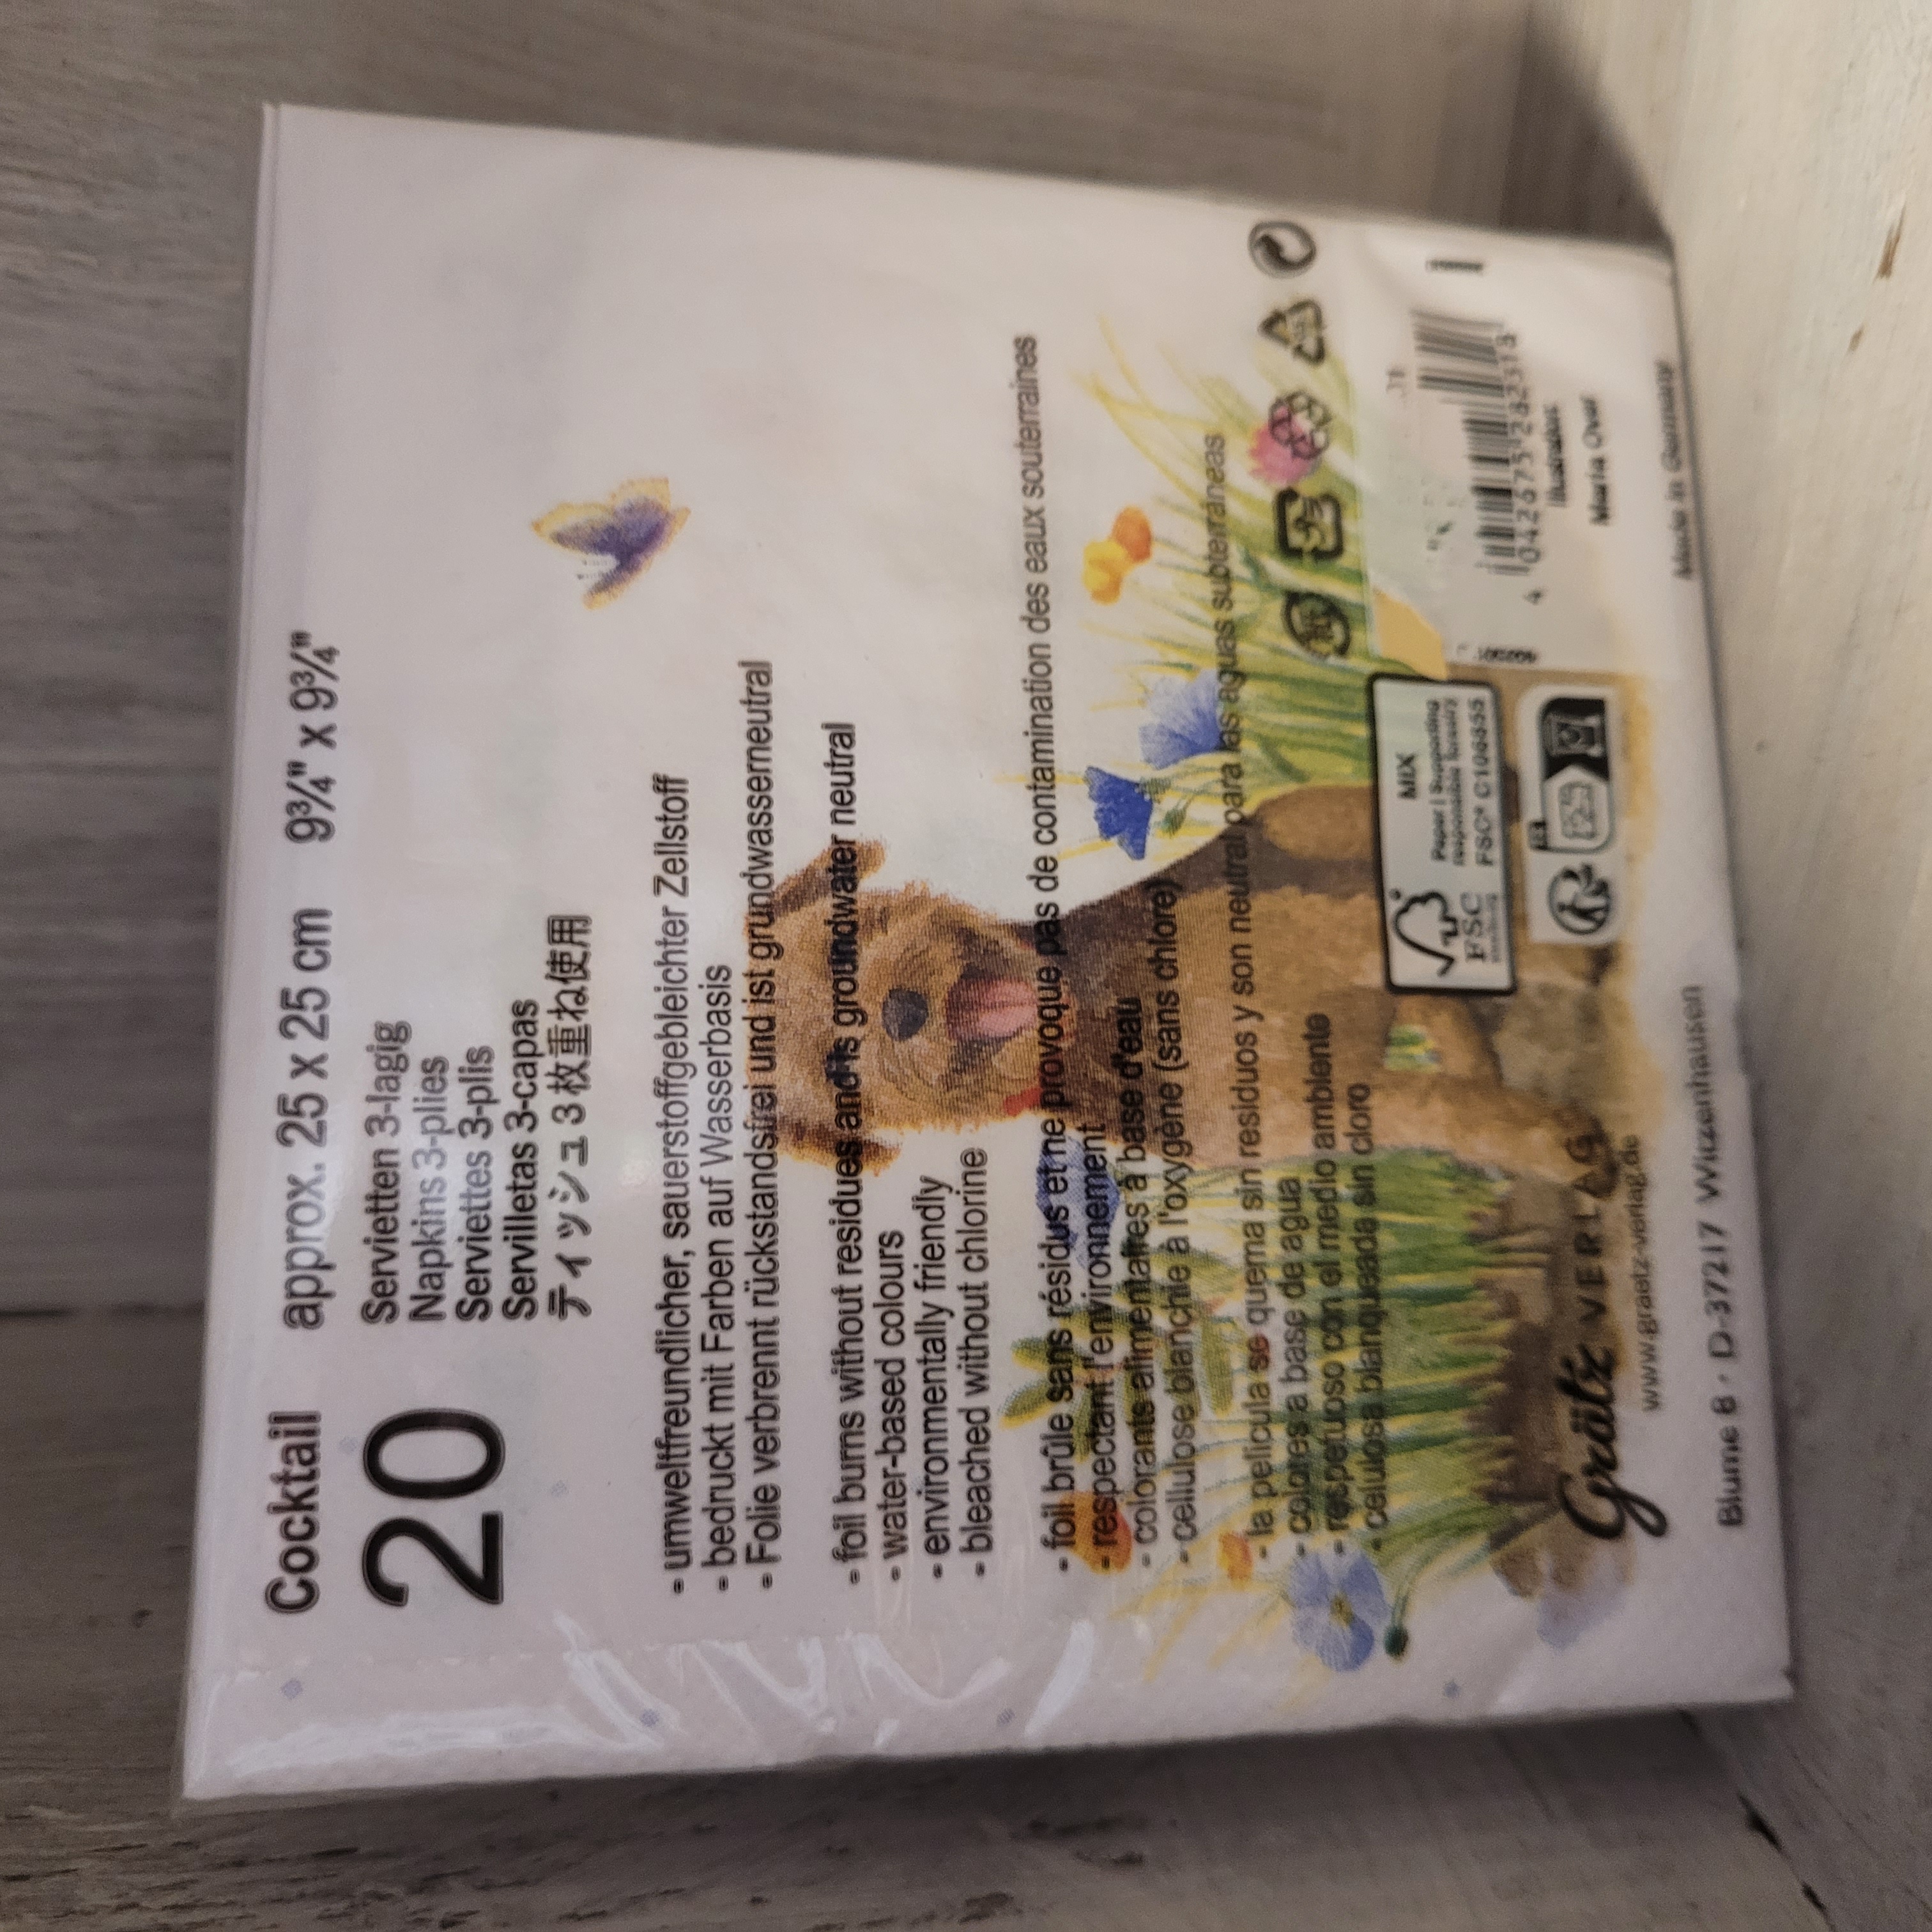 Cocktail approx. 25 x 25 cm 9¾" x 9¾"
20
Servietten 3-lagig
Napkins 3-plies
Serviettes 3-plis
Servilletas 3-capas
ティッシュ3枚重ね使用
- umweltfreundlicher, sauerstoffgebleichter Zellstoff
- bedruckt mit Farben auf Wasserbasis
- Folie verbrennt rückstandsfrei und ist grundwasserneutral
- foil burns without residues and is groundwater neutral
- water-based colours
- environmentally friendly
- bleached without chlorine
- foil brûle sans résidus et ne provoque pas de contamination des eaux souterraines
- respectant l'environnement
- colorants alimentaires à base d'eau
- cellulose blanchie à l'oxygène (sans chlore)
- la pelicula se quema sin residuos y son neutral para las aguas subterráneas
- colores a base de agua
- respetuoso con el medio ambiente
- celulosa blanqueada sin cloro
MIX
Paper | Supporting
responsible forestry
FSC® C106855
FSC
4 042675 282318
Illustration:
Maria Over
Grätz VERLAG
www.graetz-verlag.de
Blume 8 · D-37217 Witzenhausen
Made in Germany